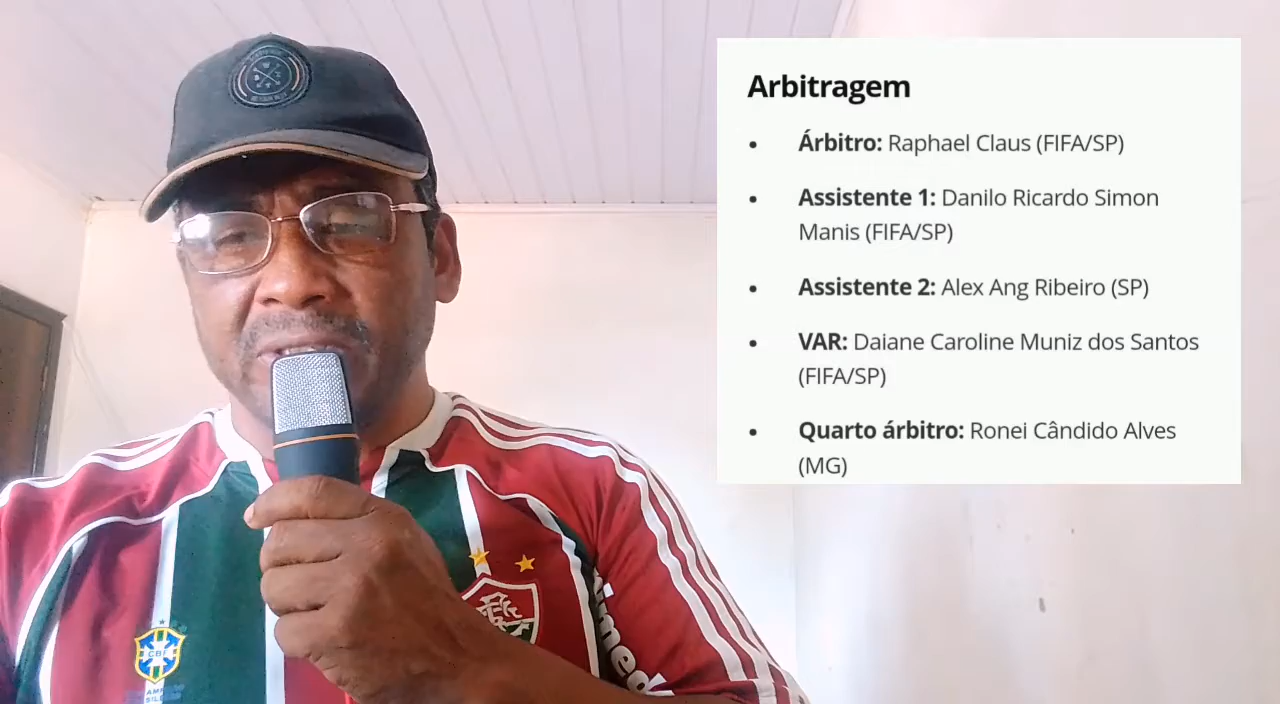 Arbitragem
• Árbitro: Raphael Claus (FIFA/SP)
• Assistente 1: Danilo Ricardo Simon
Manis (FIFA/SP)
• Assistente 2: Alex Ang Ribeiro (SP)
• VAR: Daiane Caroline Muniz dos Santos
(FIFA/SP)
• Quarto árbitro: Ronei Cândido Alves
(MG)
CBF